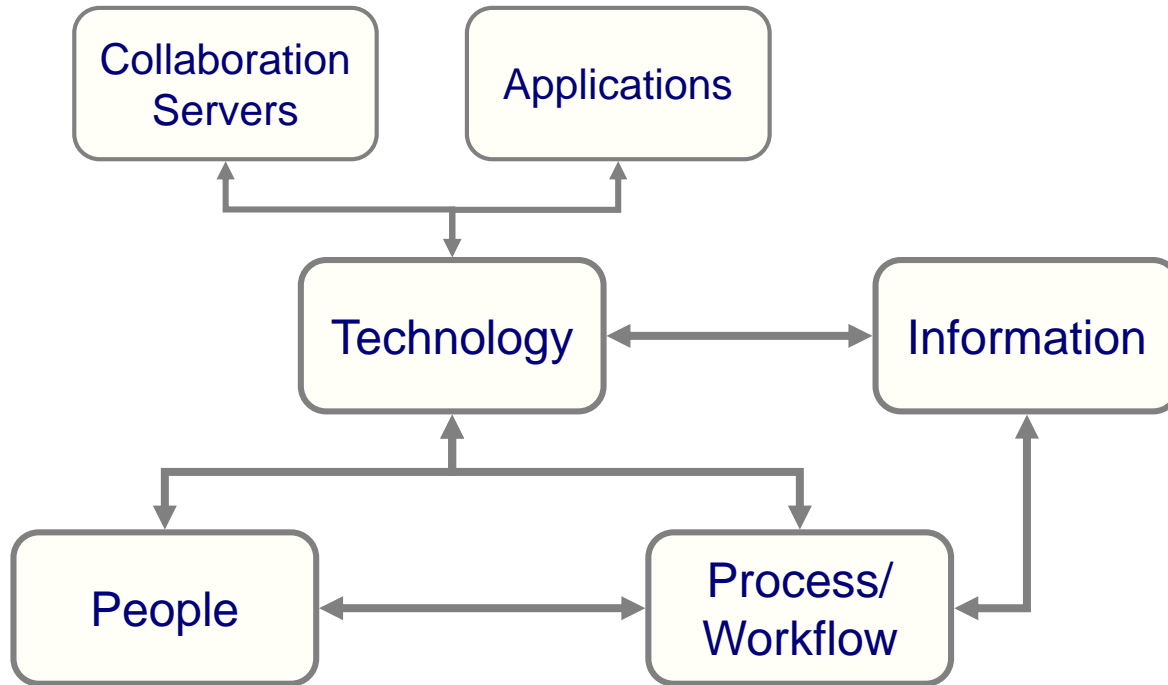 Collaboration
Servers
Applications
Technology
Information
People
Process/
Workflow